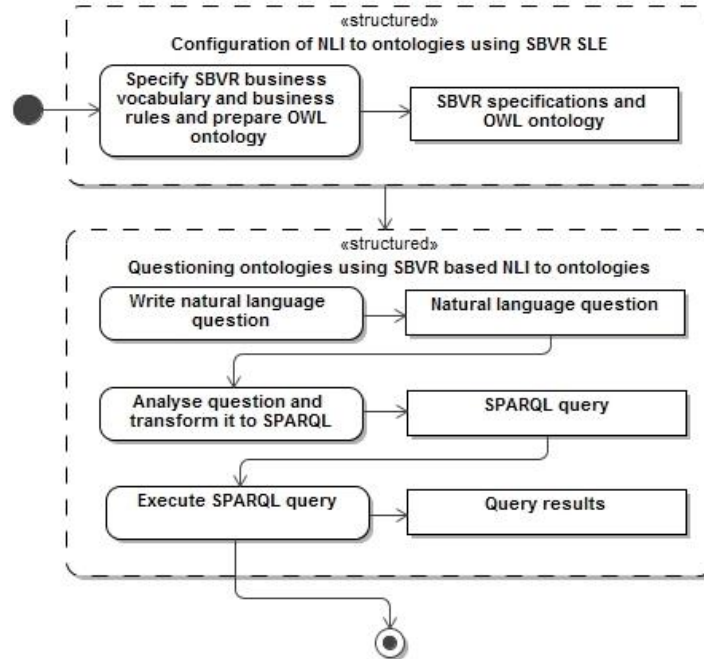 «structured»
Configuration of NLI to ontologies using SBVR SLE
Specify SBVR business
vocabulary and business
rules and prepare OWL
ontology
SBVR specifications and
OWL ontology
«structured»
Questioning ontologies using SBVR based NLI to ontologies
Write natural language
question
Natural language question
Analyse question and
transform it to SPARQL
SPARQL query
Execute SPARQL query
Query results